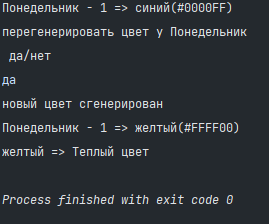 Понедельник - 1 => синий(#0000FF)
перегенерировать цвет у Понедельник
да/нет
да
новый цвет сгенерирован
Понедельник - 1 => желтый(#FFFF00)
желтый => Теплый цвет
Process finished with exit code 0